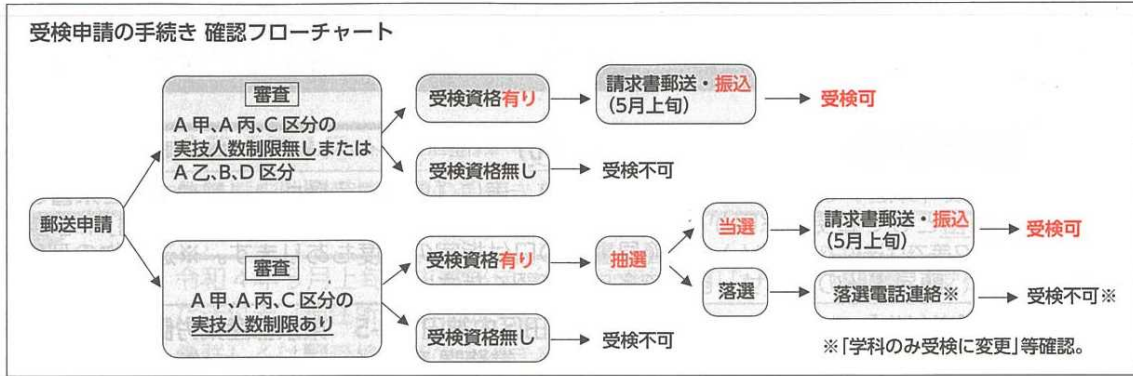 受検申請の手続き 確認フローチャート
審査
A甲、A丙、C区分の
実技人数制限無しまたは
A乙、B、D区分
受検資格有り
請求書郵送・振込
(5月上旬)
受検可
受検資格無し
受検不可
郵送申請
審査
A甲、A丙、C区分の
実技人数制限あり
受検資格有り
抽選
当選
請求書郵送・振込
(5月上旬)
受検可
落選
落選電話連絡※
受検不可※
受検資格無し
受検不可
※「学科のみ受検に変更」等確認。